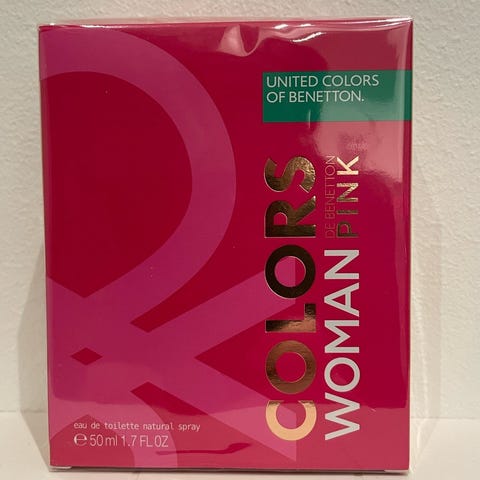 UNITED COLORS
OF BENETTON.
COLORS
DE BENETTON
WOMAN PINK
eau de toilette natural spray
℮ 50 ml 1.7 FL OZ